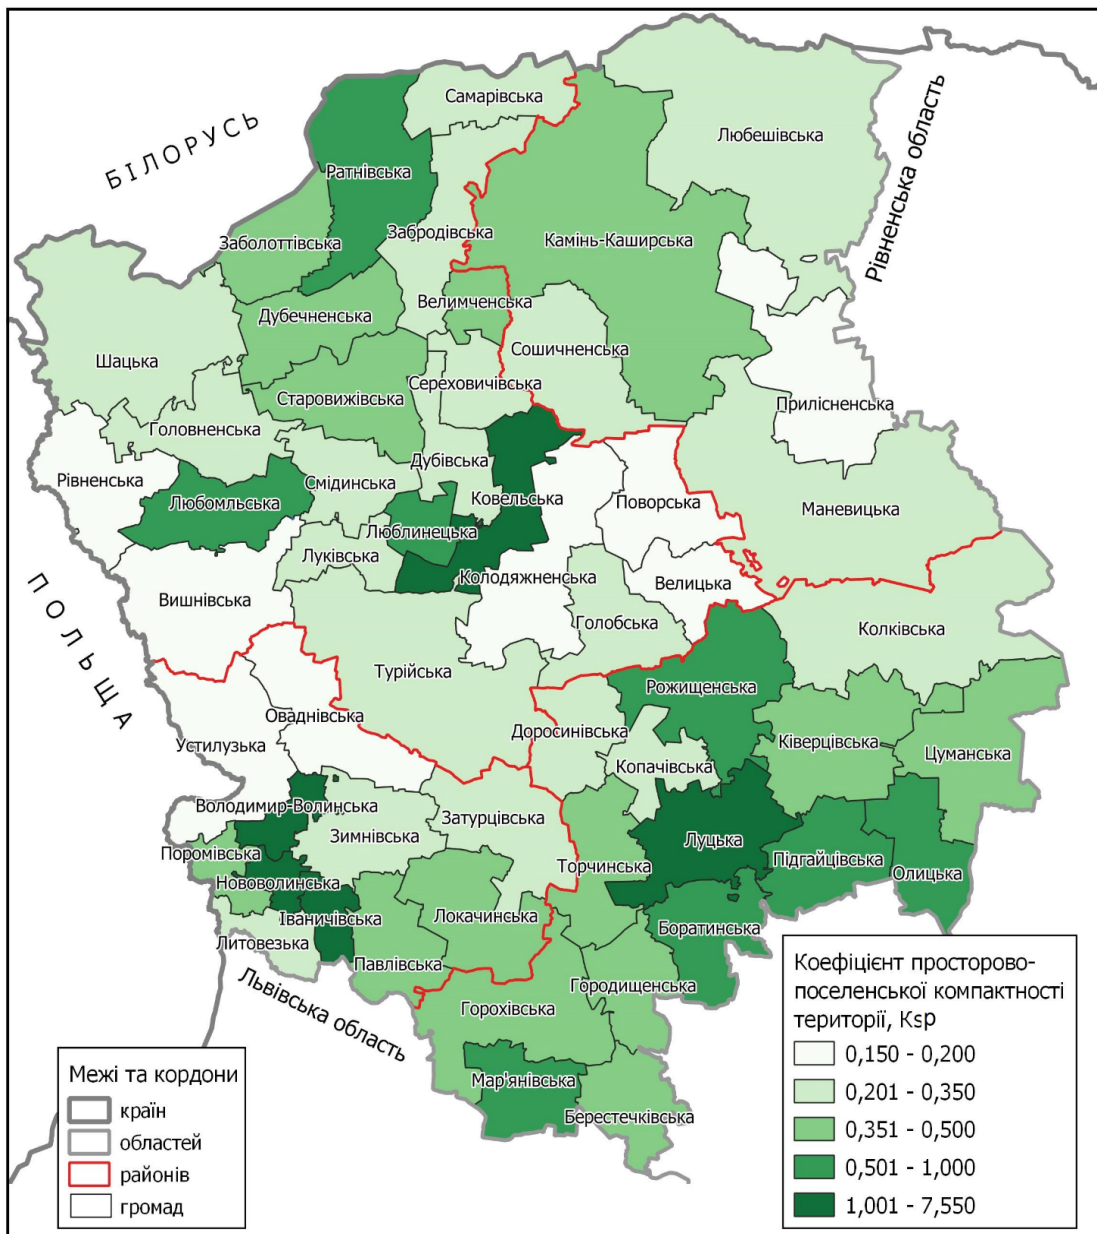 Самарівська
Любешівська
БІЛОРУСЬ
Рівненська область
Ратнівська
Заболоттівська
Забродівська
Камінь-Каширська
Велимченська
Дубечненська
Шацька
Сошичненська
Сереховичівська
Старовижівська
Прилісненська
Головненська
Дубівська
Рівненська
Смідинська
Любомльська
Ковельська
Поворська
Маневицька
Люблинецька
Луківська
Колодяжненська
Велицька
Вишнівська
ПОЛЬЩА
Голобська
Колківська
Турійська
Рожищенська
Оваднівська
Устилузька
Доросинівська
Ківерцівська
Цуманська
Копачівська
Володимир-Волинська
Затурцівська
Зимнівська
Луцька
Поромівська
Торчинська
Підгайцівська
Олицька
Нововолинська
Іваничівська
Локачинська
Боратинська
Литовезька
Павлівська
Городищенська
Львівська область
Горохівська
Мар'янівська
Берестечківська
Межі та кордони
країн
областей
районів
громад
Коефіцієнт просторово-
поселенської компактності
території, Ksp
0,150 - 0,200
0,201 - 0,350
0,351 - 0,500
0,501 - 1,000
1,001 - 7,550